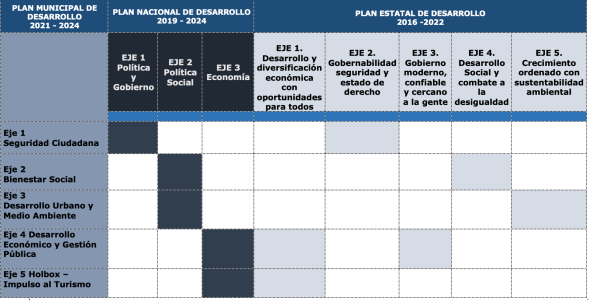 PLAN MUNICIPAL DE
DESARROLLO
2021 - 2024
PLAN NACIONAL DE DESARROLLO
2019 - 2024
PLAN ESTATAL DE DESARROLLO
2016 -2022
EJE 1
Política
y
Gobierno
EJE 2
Política
Social
EJE 3
Economía
EJE 1.
Desarrollo y
diversificación
económica
con
oportunidades
para todos
EJE 2.
Gobernabilidad
seguridad y
estado de
derecho
EJE 3.
Gobierno
moderno,
confiable
y cercano
a la gente
EJE 4.
Desarrollo
Social y
combate a
la
desigualdad
EJE 5.
Crecimiento
ordenado con
sustentabilidad
ambiental
Eje 1
Seguridad Ciudadana
Eje 2
Bienestar Social
Eje 3
Desarrollo Urbano y
Medio Ambiente
Eje 4 Desarrollo
Económico y Gestión
Pública
Eje 5 Holbox –
Impulso al Turismo